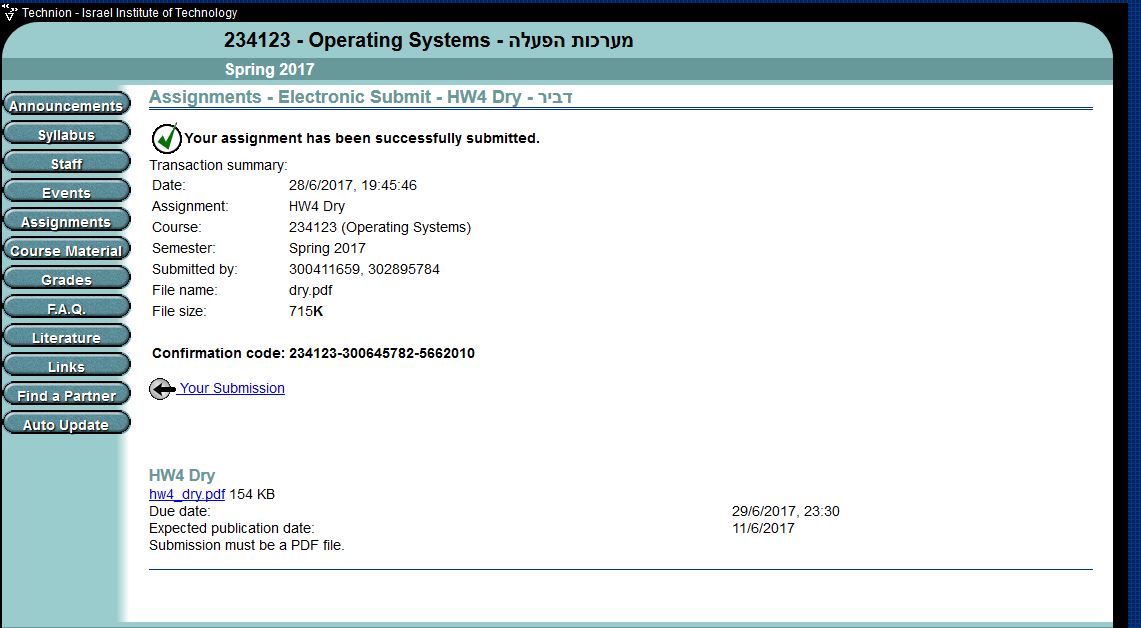 Technion - Israel Institute of Technology
234123 - Operating Systems - מערכות הפעלה
Spring 2017
Announcements
Syllabus
Staff
Events
Assignments
Course Material
Grades
F.A.Q.
Literature
Links
Find a Partner
Auto Update
Assignments - Electronic Submit - HW4 Dry - דביר
Your assignment has been successfully submitted.
Transaction summary:
Date: 28/6/2017, 19:45:46
Assignment: HW4 Dry
Course: 234123 (Operating Systems)
Semester: Spring 2017
Submitted by: 300411659, 302895784
File name: dry.pdf
File size: 715K
Confirmation code: 234123-300645782-5662010
Your Submission
HW4 Dry
hw4_dry.pdf 154 KB
Due date: 29/6/2017, 23:30
Expected publication date: 11/6/2017
Submission must be a PDF file.